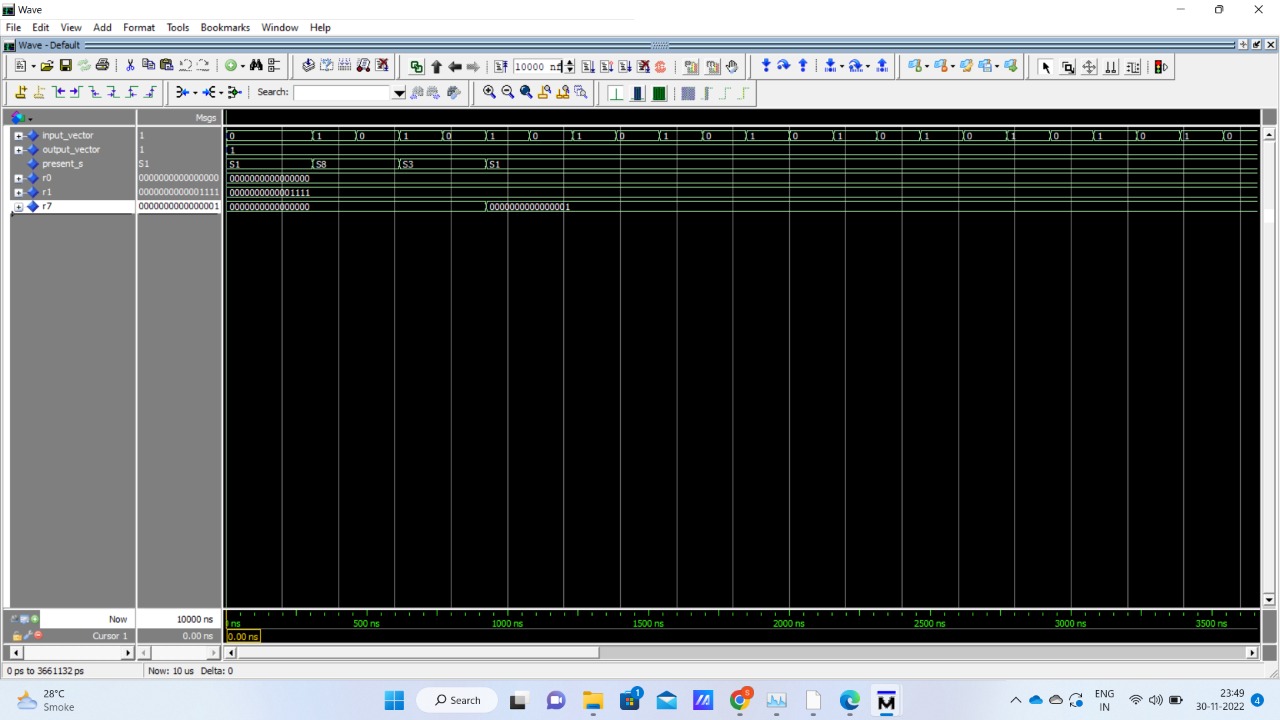 Wave
File Edit View Add Format Tools Bookmarks Window Help
Wave - Default
10000 ns
Search:
Msgs
input_vector 1 0 1 0 1 0 1 0 1 0 1 0 1 0 1 0 1 0 1 0 1 0 1 0
output_vector 1 1
present_s S1 S1 S8 S3 S1
r0 0000000000000000 0000000000000000
r1 0000000000001111 0000000000001111
r7 0000000000000001 0000000000000000 0000000000000001
Now 10000 ns ns 500 ns 1000 ns 1500 ns 2000 ns 2500 ns 3000 ns 3500 ns
Cursor 1 0.00 ns 0.00 ns
0 ps to 3661132 ps Now: 10 us Delta: 0
28°C
Smoke
Search
1
S
M
ENG
IN
23:49
30-11-2022
4